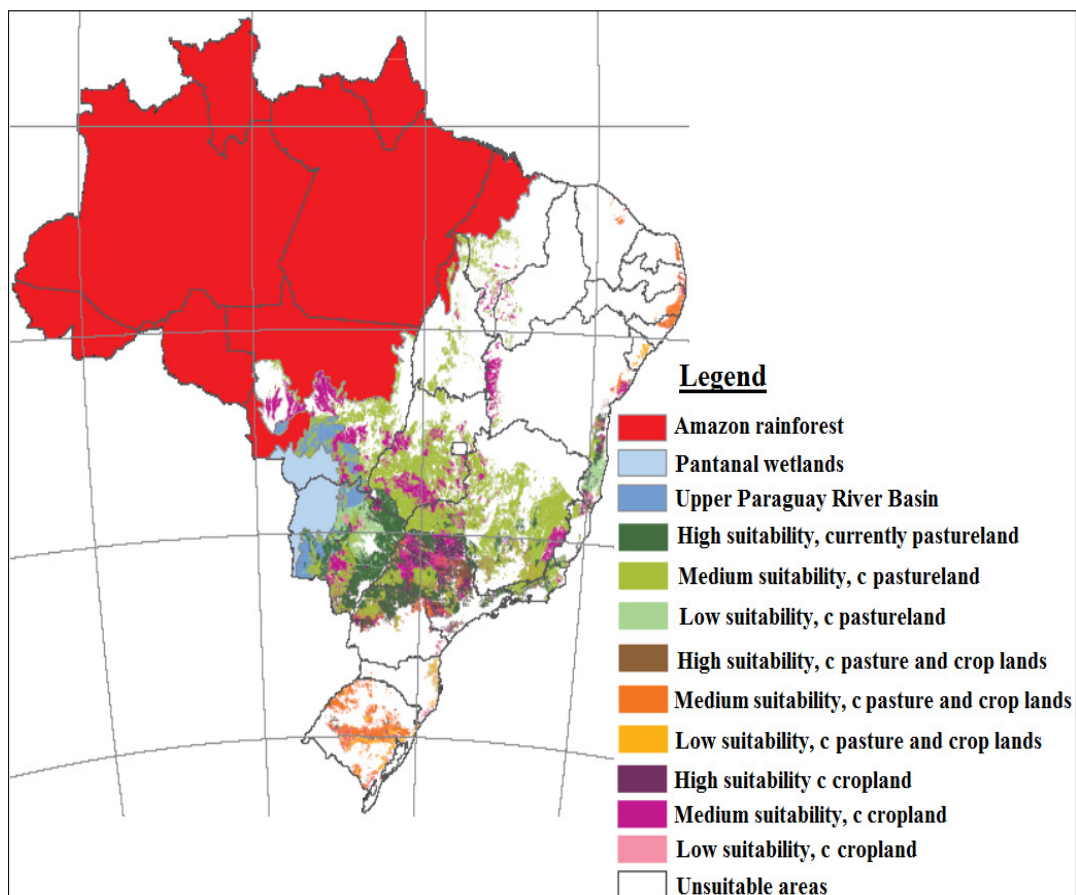 Legend
Amazon rainforest
Pantanal wetlands
Upper Paraguay River Basin
High suitability, currently pastureland
Medium suitability, c pastureland
Low suitability, c pastureland
High suitability, c pasture and crop lands
Medium suitability, c pasture and crop lands
Low suitability, c pasture and crop lands
High suitability c cropland
Medium suitability, c cropland
Low suitability, c cropland
Unsuitable areas